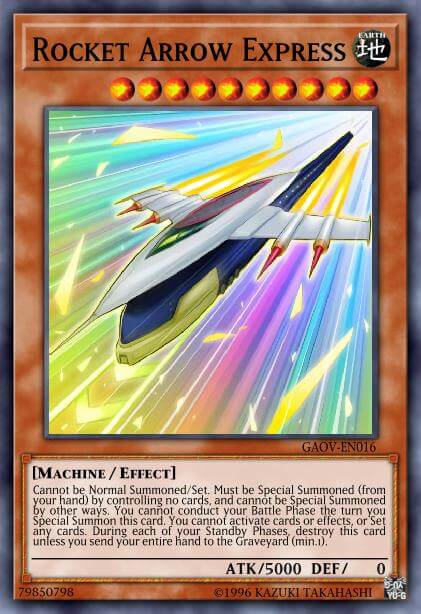 Rocket Arrow Express
EARTH
地
GAOV-EN016
[Machine / Effect]
Cannot be Normal Summoned/Set. Must be Special Summoned (from
your hand) by controlling no cards, and cannot be Special Summoned
by other ways. You cannot conduct your Battle Phase the turn you
Special Summon this card. You cannot activate cards or effects, or Set
any cards. During each of your Standby Phases, destroy this card
unless you send your entire hand to the Graveyard (min.1).
ATK/5000 DEF/ 0
79850798
©1996 KAZUKI TAKAHASHI